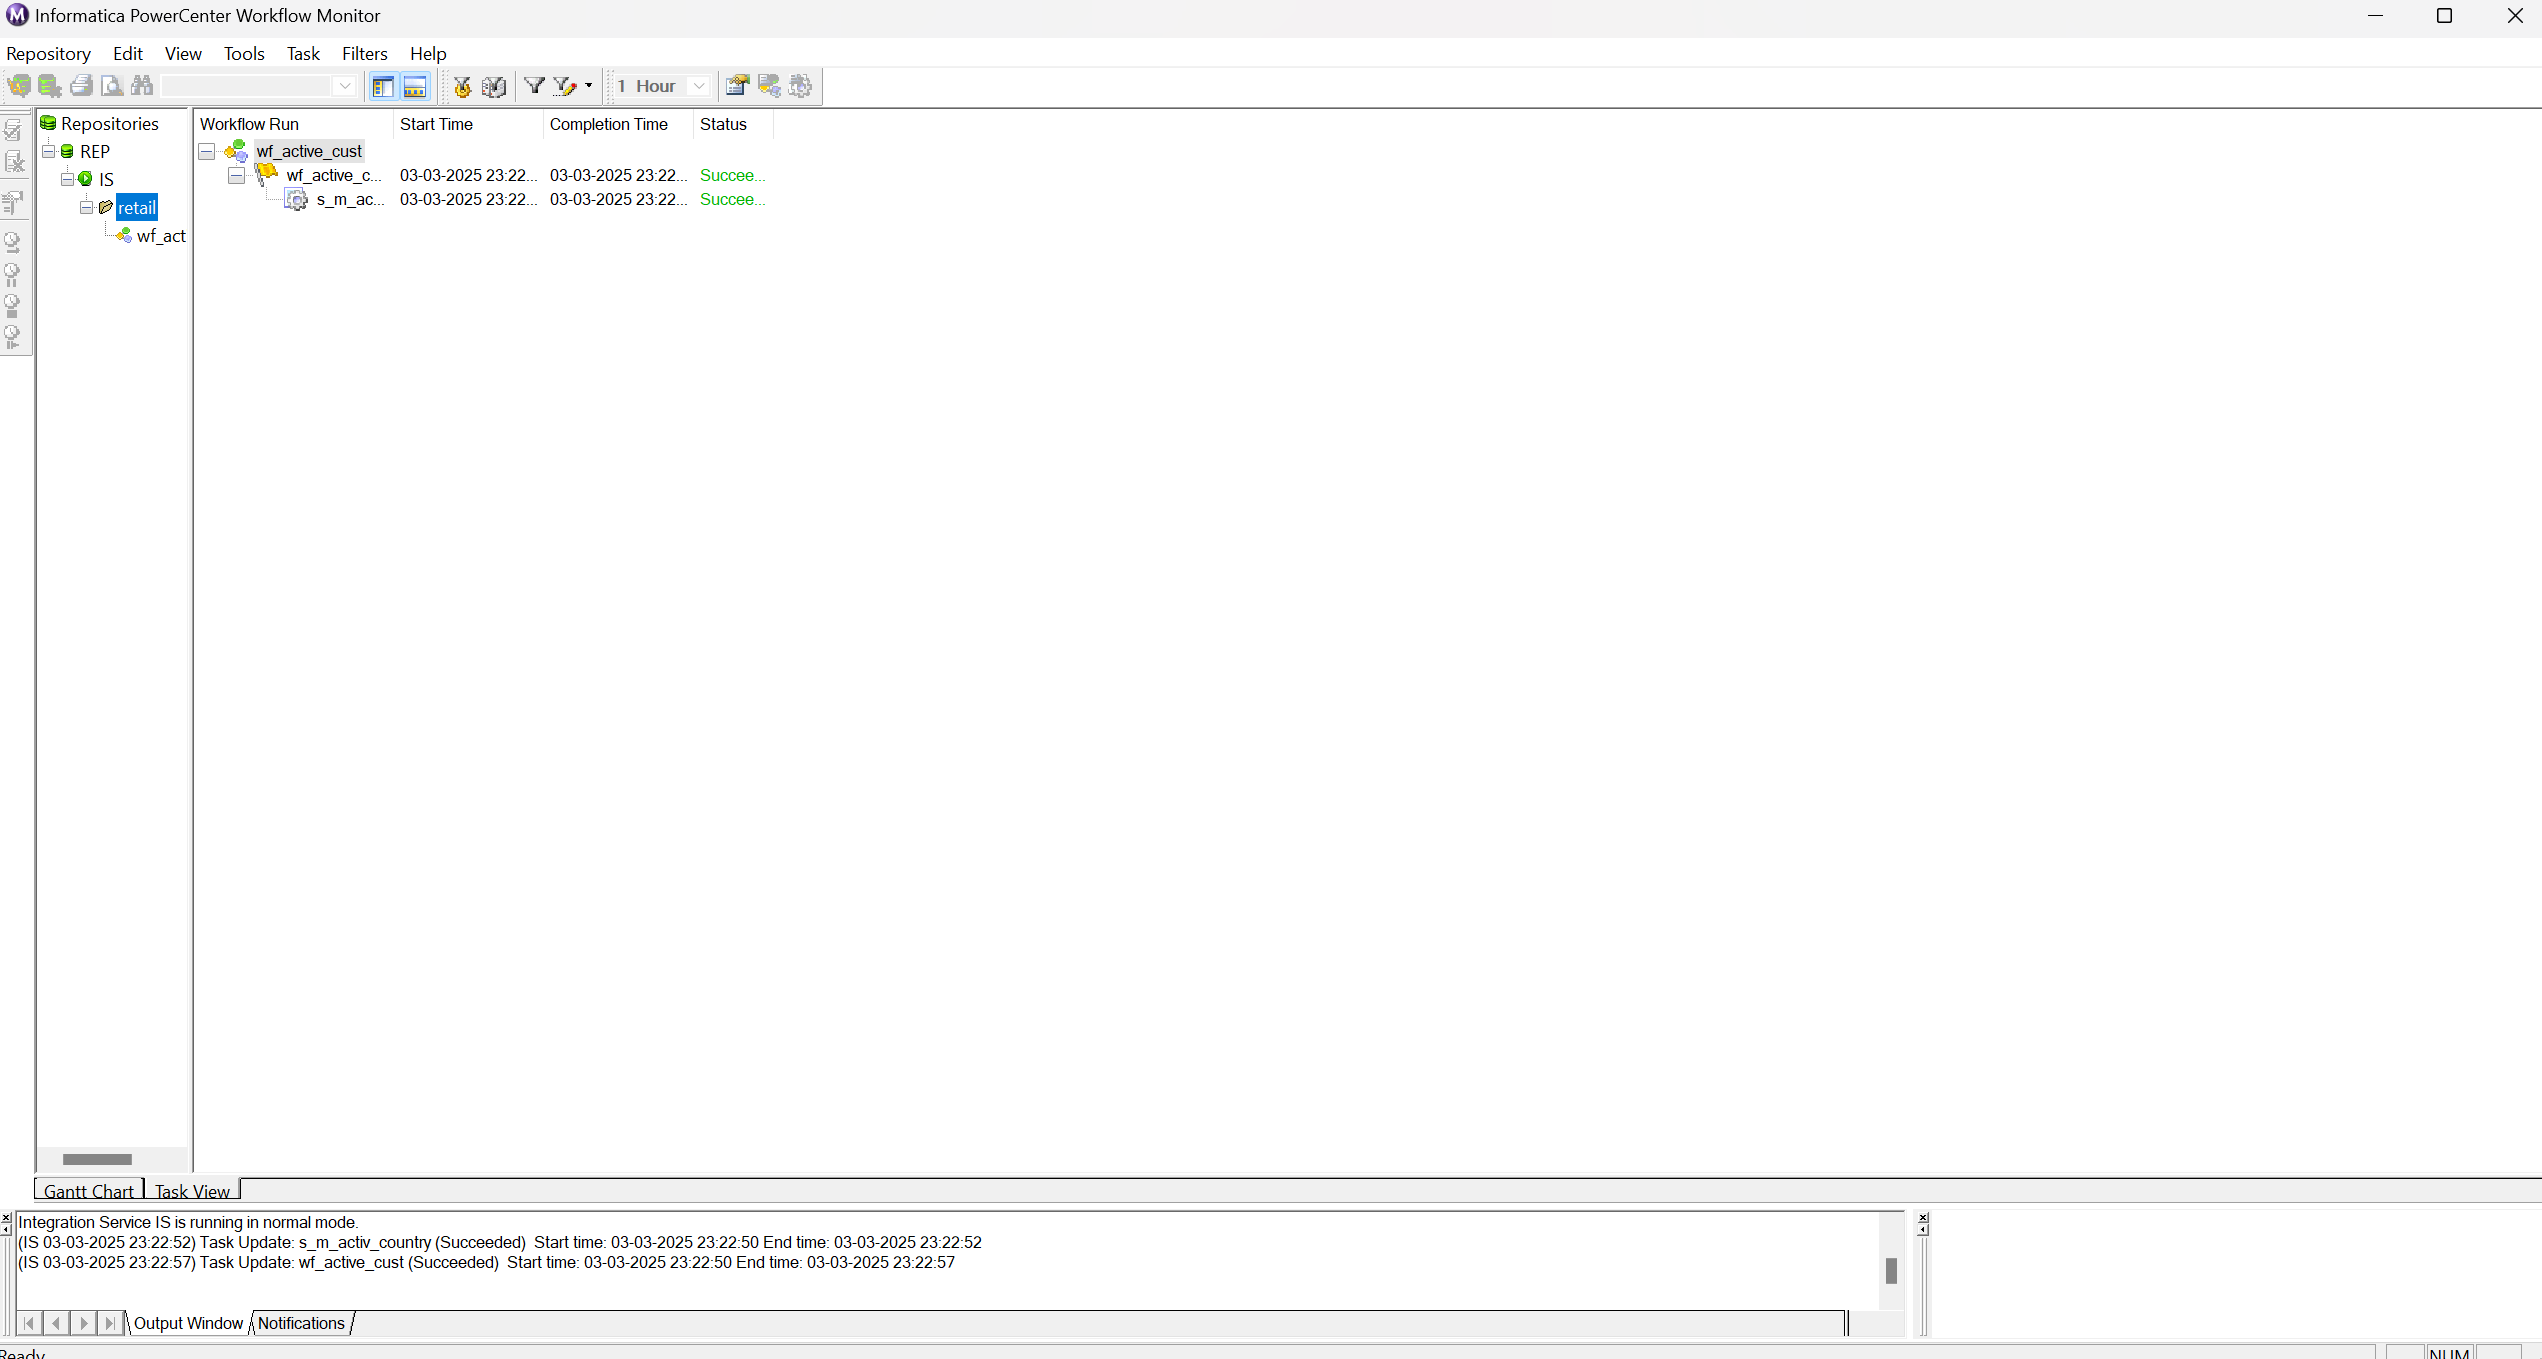 Informatica PowerCenter Workflow Monitor
Repository Edit View Tools Task Filters Help
1 Hour
Repositories
REP
IS
retail
wf_act
Workflow Run Start Time Completion Time Status
wf_active_cust
wf_active_c... 03-03-2025 23:22... 03-03-2025 23:22... Succee...
s_m_ac... 03-03-2025 23:22... 03-03-2025 23:22... Succee...
Gantt Chart Task View
Integration Service IS is running in normal mode.
(IS 03-03-2025 23:22:52) Task Update: s_m_activ_country (Succeeded) Start time: 03-03-2025 23:22:50 End time: 03-03-2025 23:22:52
(IS 03-03-2025 23:22:57) Task Update: wf_active_cust (Succeeded) Start time: 03-03-2025 23:22:50 End time: 03-03-2025 23:22:57
Output Window Notifications
Ready NUM